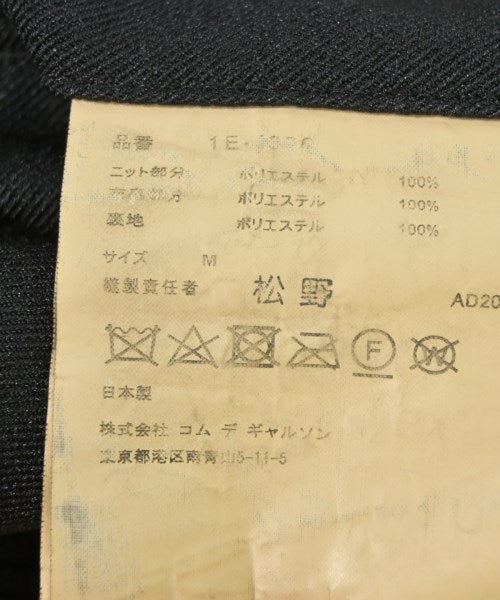 品番 1E-
ニット部分 ポリエステル 100%
部分 ポリエステル 100%
裏地 ポリエステル 100%
サイズ M
縫製責任者 松野 AD20
F W
日本製
株式会社 コム デ ギャルソン
東京都港区南青山5-11-5